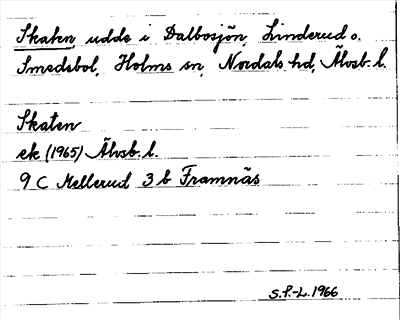 Skaten, udde i Dalbosjön, Linderud o.
Smedsbol, Holms sn, Nordals hd, Älvsb. l.
Skaten
ek (1965) Älvsb. l.
9 C Mellerud 3 b Framnäs
S.F.-L. 1966